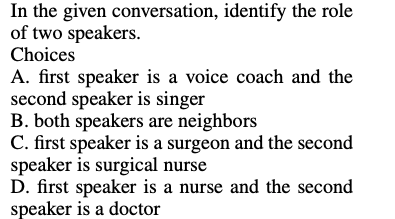 In the given conversation, identify the role
of two speakers.
Choices
A. first speaker is a voice coach and the
second speaker is singer
B. both speakers are neighbors
C. first speaker is a surgeon and the second
speaker is surgical nurse
D. first speaker is a nurse and the second
speaker is a doctor